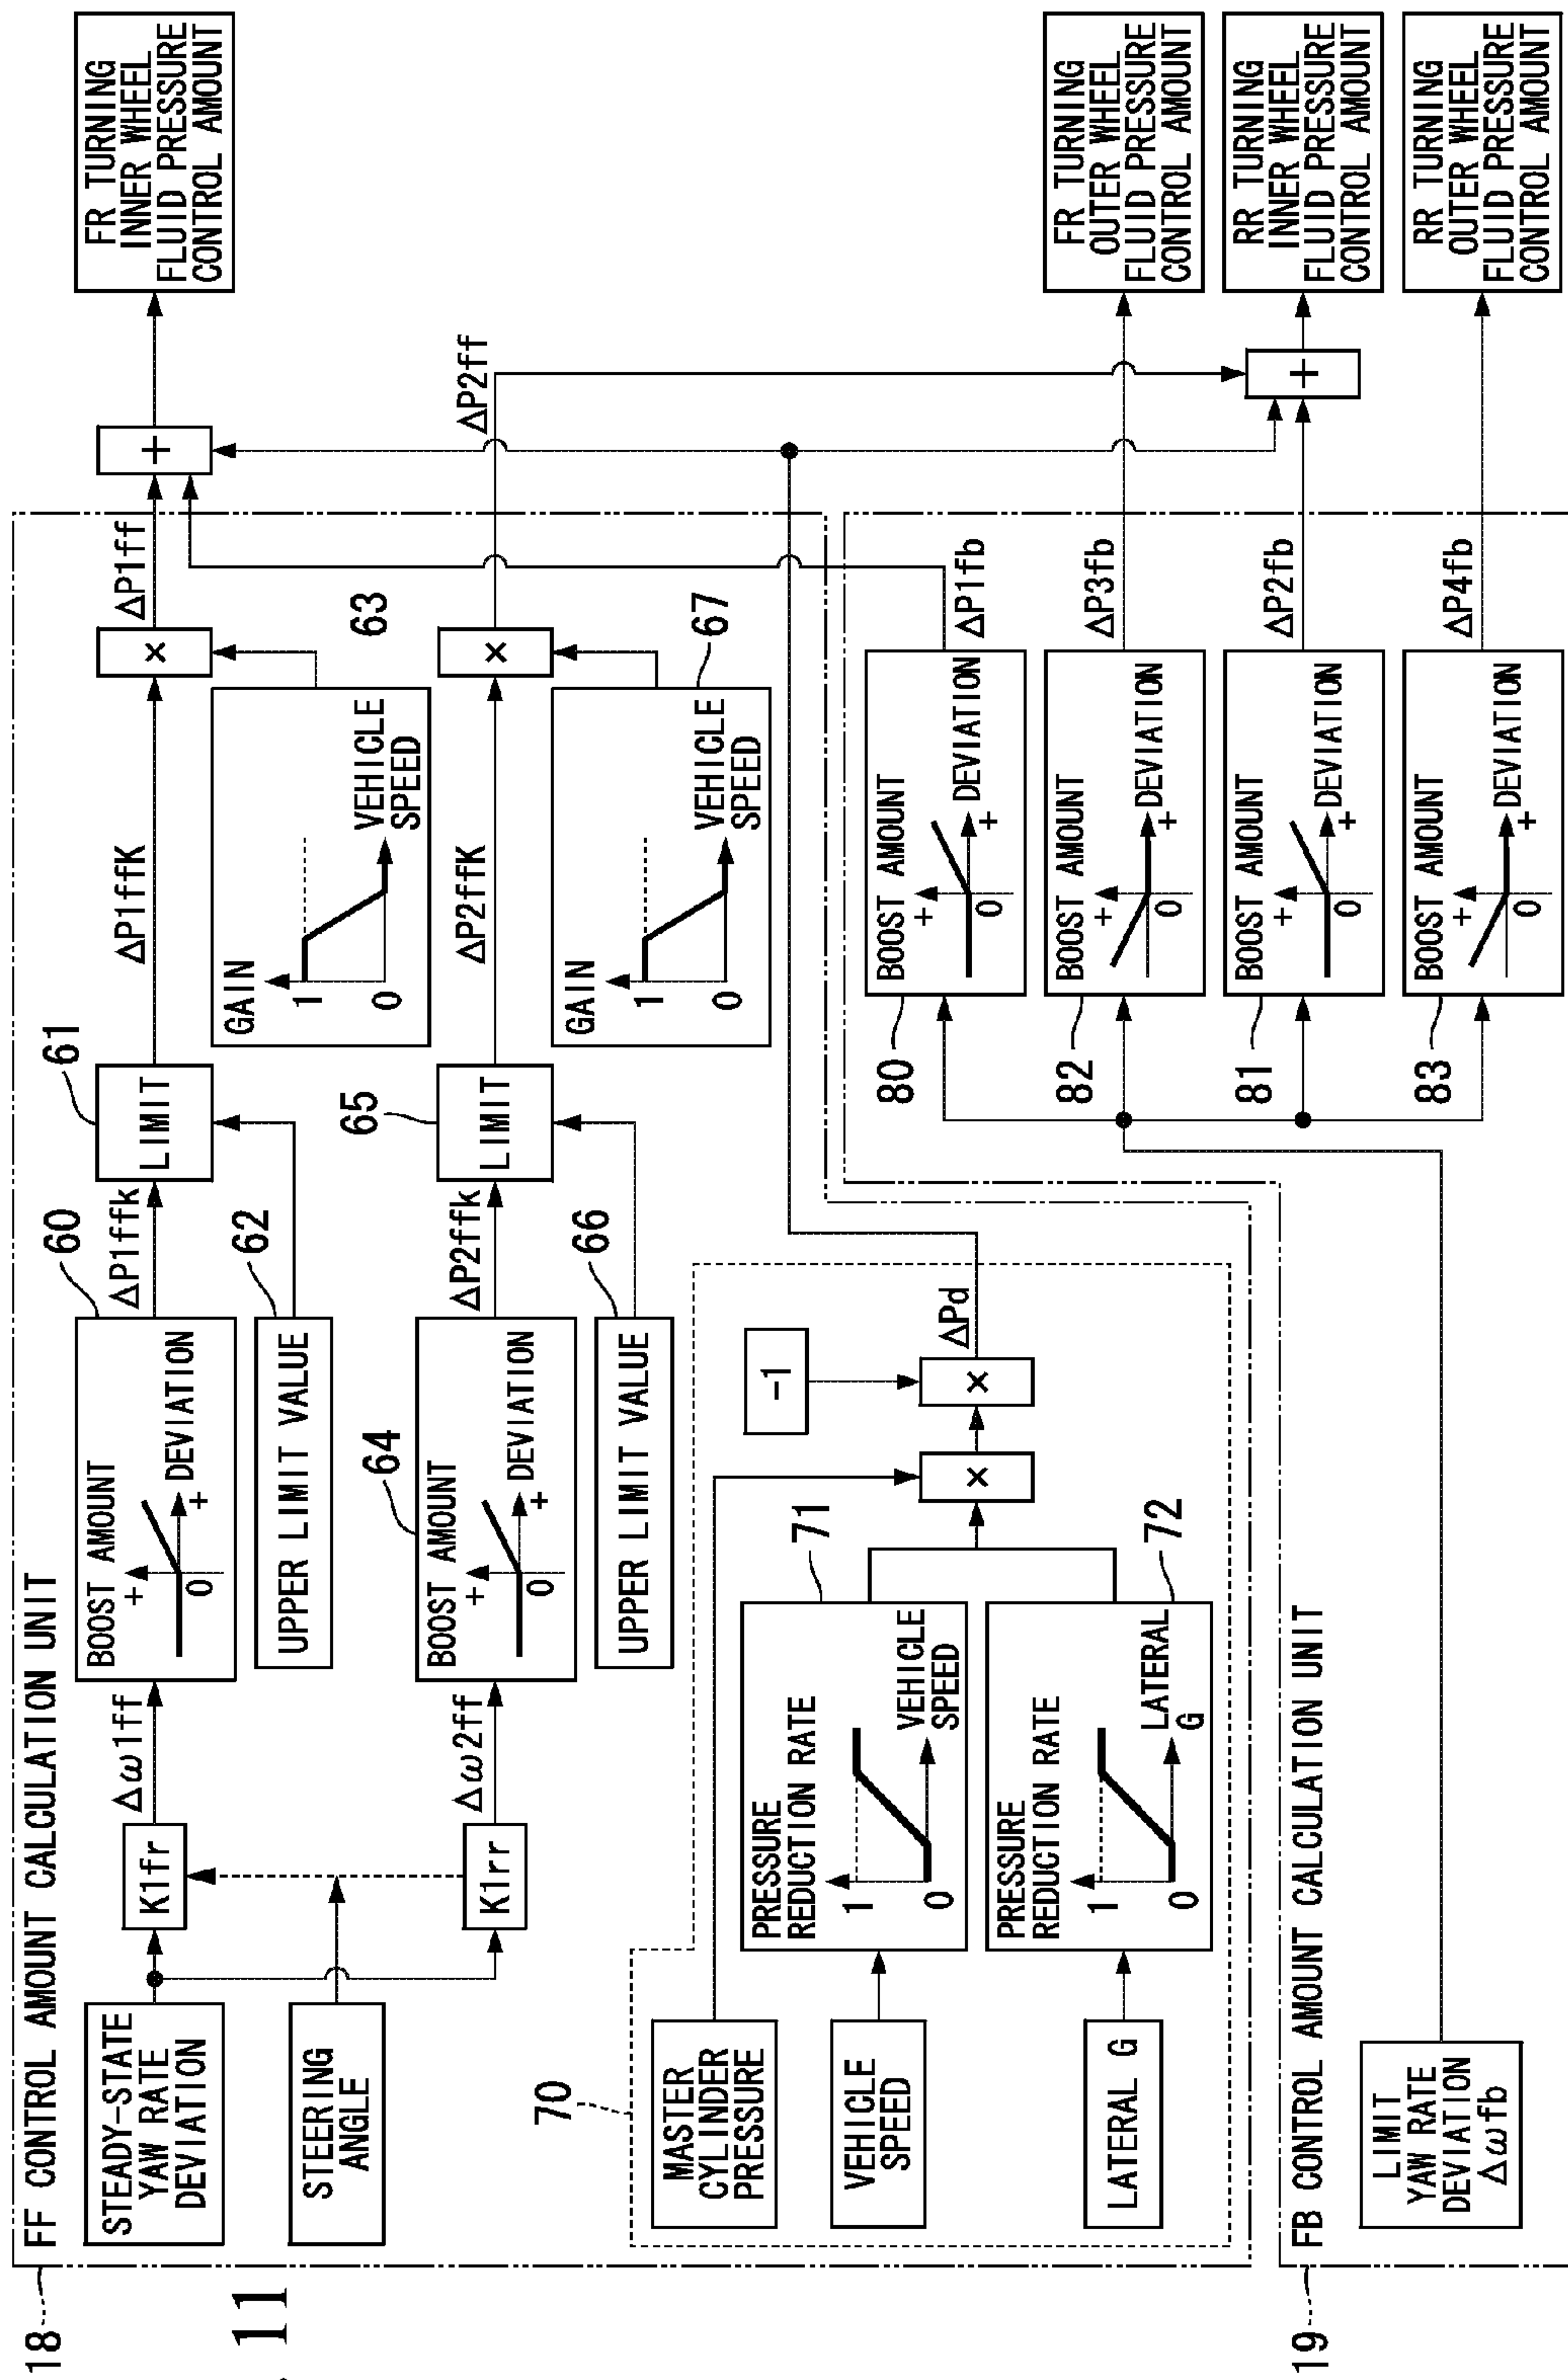 18
FF CONTROL AMOUNT CALCULATION UNIT
STEADY-STATE
YAW RATE
DEVIATION
STEERING
ANGLE
K1fr
K1rr
Δω1ff
Δω2ff
60
BOOST AMOUNT
+
DEVIATION
+
0
62
UPPER LIMIT VALUE
64
BOOST AMOUNT
+
DEVIATION
+
0
66
UPPER LIMIT VALUE
ΔP1ffk
ΔP2ffk
61
LIMIT
65
LIMIT
ΔP1ffK
ΔP2ffK
GAIN
1
0
VEHICLE
SPEED
63
GAIN
1
0
VEHICLE
SPEED
67
×
×
ΔP1ff
ΔP2ff
+
FR TURNING
INNER WHEEL
FLUID PRESSURE
CONTROL AMOUNT
70
MASTER
CYLINDER
PRESSURE
VEHICLE
SPEED
LATERAL G
71
PRESSURE
REDUCTION RATE
1
0
VEHICLE
SPEED
72
PRESSURE
REDUCTION RATE
1
0
LATERAL
G
×
-1
×
ΔPd
19
FB CONTROL AMOUNT CALCULATION UNIT
LIMIT
YAW RATE
DEVIATION
Δωfb
80
BOOST AMOUNT
+
DEVIATION
+
0
ΔP1fb
82
BOOST AMOUNT
+
DEVIATION
+
0
ΔP3fb
81
BOOST AMOUNT
+
DEVIATION
+
0
ΔP2fb
83
BOOST AMOUNT
+
DEVIATION
+
0
ΔP4fb
+
FR TURNING
OUTER WHEEL
FLUID PRESSURE
CONTROL AMOUNT
RR TURNING
INNER WHEEL
FLUID PRESSURE
CONTROL AMOUNT
RR TURNING
OUTER WHEEL
FLUID PRESSURE
CONTROL AMOUNT
11